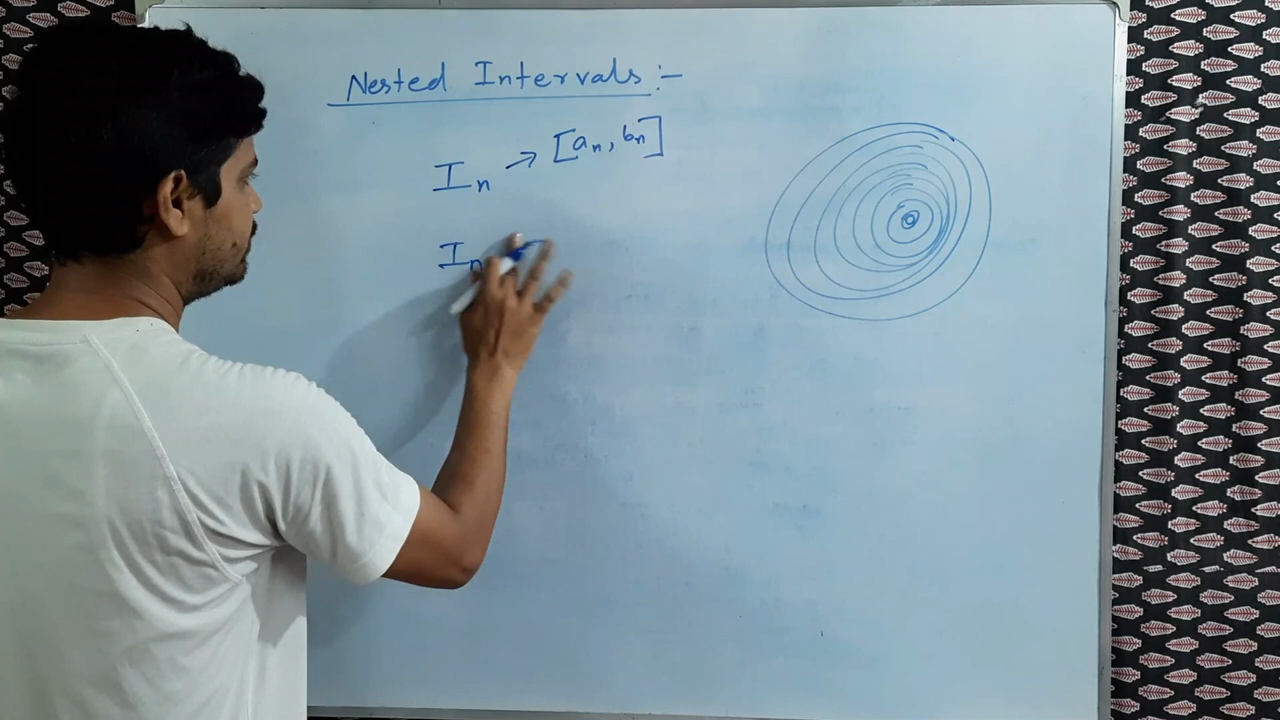 Nested Intervals :-
Iₙ → [aₙ, bₙ]
Iₙ